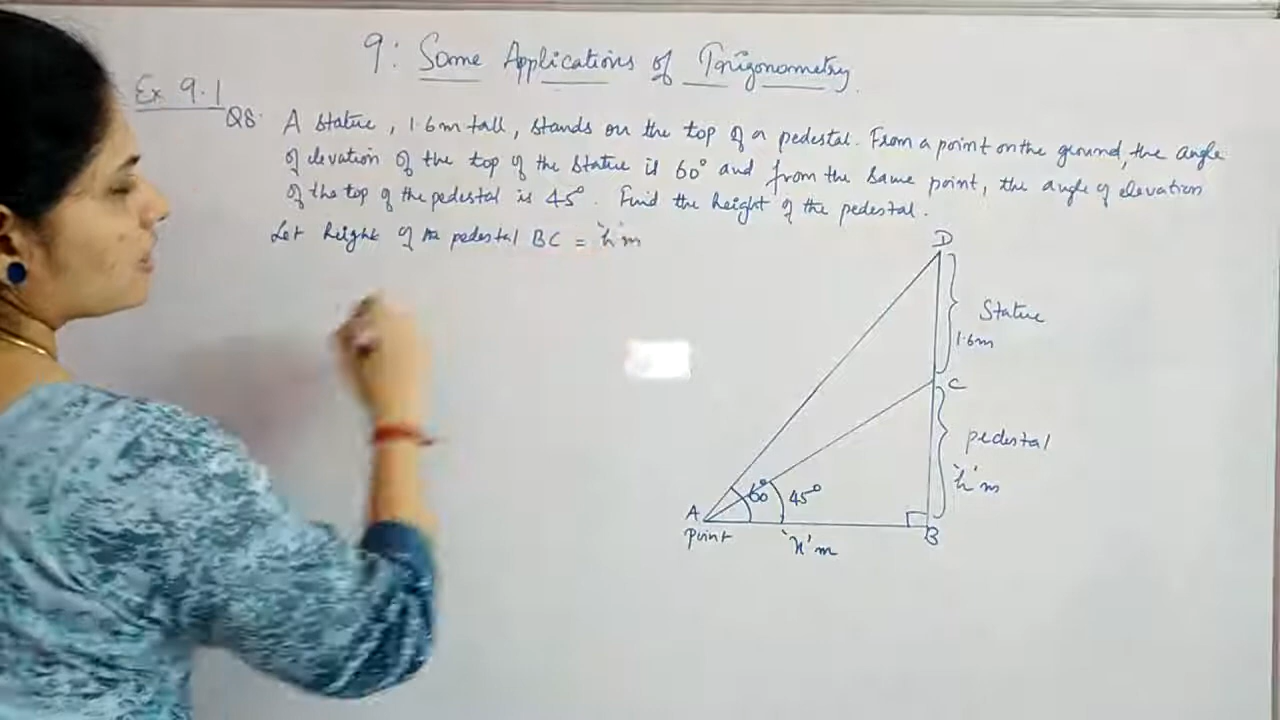 9: Some Applications of Trigonometry.
Ex 9.1
Q8. A statue, 1.6m tall, stands on the top of a pedestal. From a point on the ground, the angle
of elevation of the top of the statue is 60° and from the same point, the angle of elevation
of the top of the pedestal is 45°. Find the height of the pedestal.
Let height of the pedestal BC = 'h'm
D
Statue
1.6m
C
pedestal
'h'm
A
60°
45°
point
'x'm
B